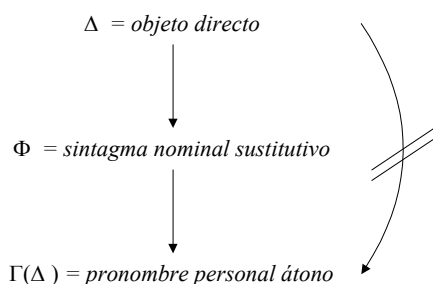 Δ = objeto directo
Φ = sintagma nominal sustitutivo
Γ(Δ ) = pronombre personal átono